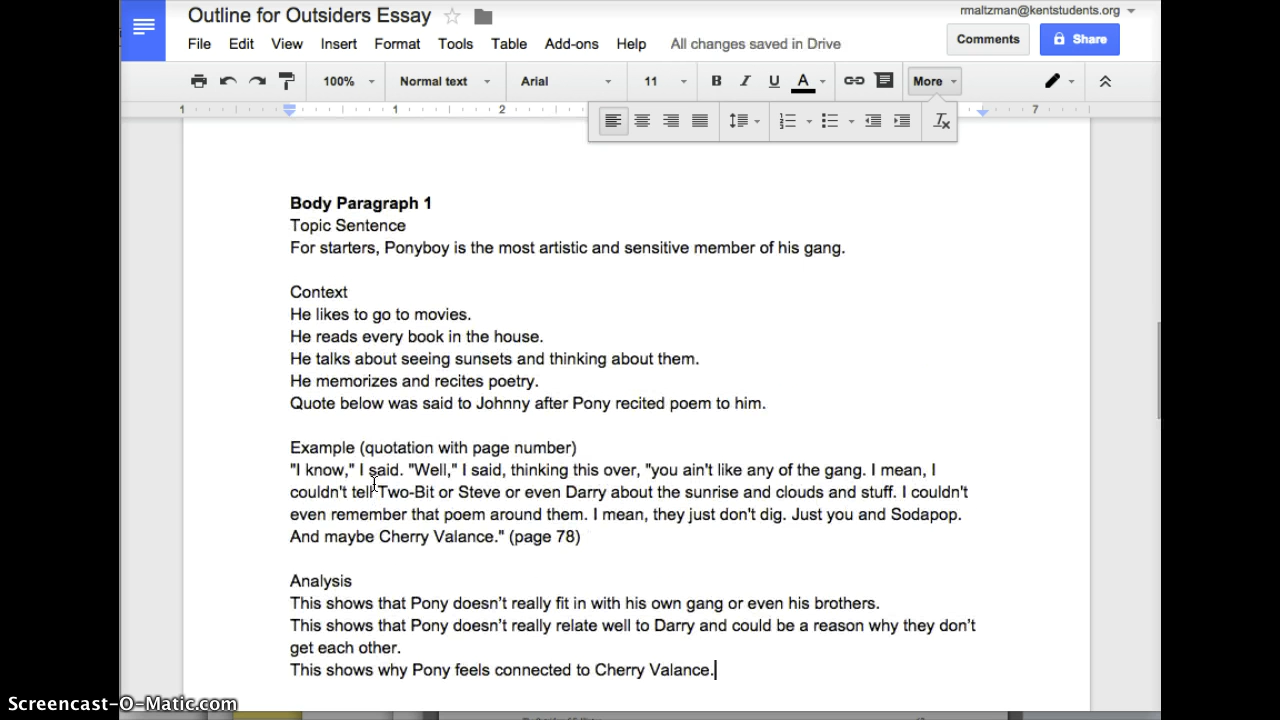 Outline for Outsiders Essay
rmaltzman@kentstudents.org
File Edit View Insert Format Tools Table Add-ons Help All changes saved in Drive
Comments
Share
100% Normal text Arial 11 B I U A More
1 1 2 7
Body Paragraph 1
Topic Sentence
For starters, Ponyboy is the most artistic and sensitive member of his gang.
Context
He likes to go to movies.
He reads every book in the house.
He talks about seeing sunsets and thinking about them.
He memorizes and recites poetry.
Quote below was said to Johnny after Pony recited poem to him.
Example (quotation with page number)
"I know," I said. "Well," I said, thinking this over, "you ain't like any of the gang. I mean, I
couldn't tell Two-Bit or Steve or even Darry about the sunrise and clouds and stuff. I couldn't
even remember that poem around them. I mean, they just don't dig. Just you and Sodapop.
And maybe Cherry Valance." (page 78)
Analysis
This shows that Pony doesn’t really fit in with his own gang or even his brothers.
This shows that Pony doesn’t really relate well to Darry and could be a reason why they don’t
get each other.
This shows why Pony feels connected to Cherry Valance.
Screencast-O-Matic.com